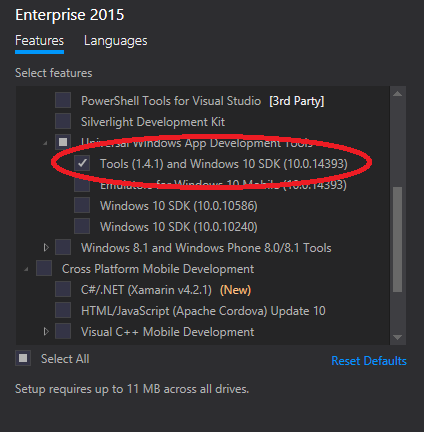 Enterprise 2015
Features Languages
Select features
PowerShell Tools for Visual Studio [3rd Party]
Silverlight Development Kit
Universal Windows App Development Tools
Tools (1.4.1) and Windows 10 SDK (10.0.14393)
Emulators for Windows 10 Mobile (10.0.14393)
Windows 10 SDK (10.0.10586)
Windows 10 SDK (10.0.10240)
Windows 8.1 and Windows Phone 8.0/8.1 Tools
Cross Platform Mobile Development
C#/.NET (Xamarin v4.2.1) (New)
HTML/JavaScript (Apache Cordova) Update 10
Visual C++ Mobile Development
Select All
Reset Defaults
Setup requires up to 11 MB across all drives.